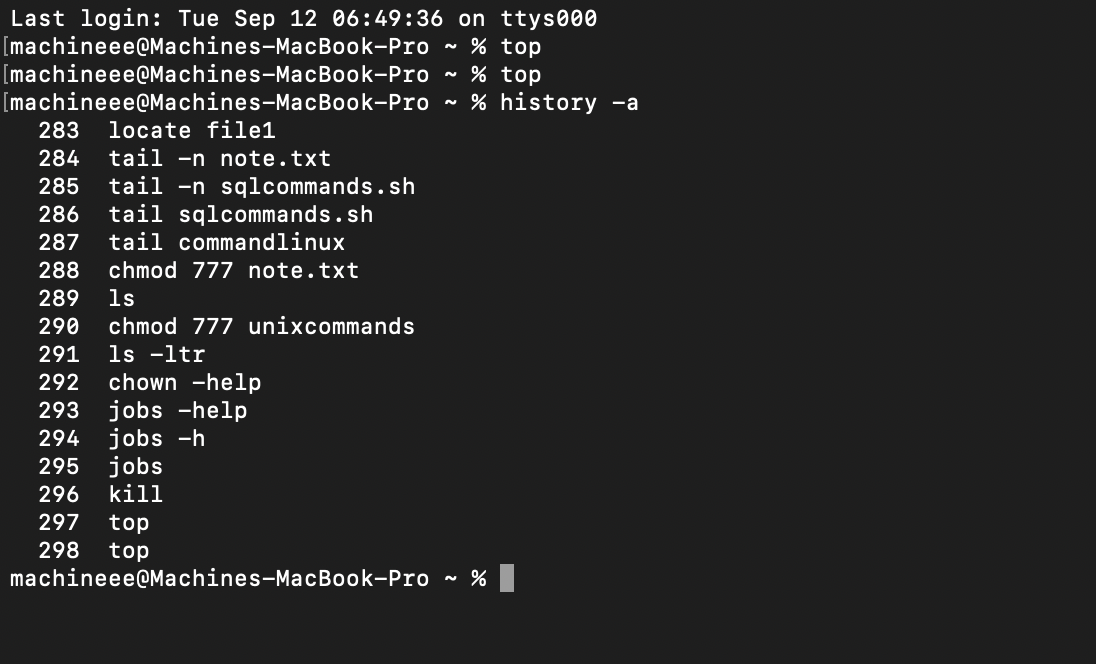 Last login: Tue Sep 12 06:49:36 on ttys000
[machineee@Machines-MacBook-Pro ~ % top
[machineee@Machines-MacBook-Pro ~ % top
[machineee@Machines-MacBook-Pro ~ % history -a
283  locate file1
284  tail -n note.txt
285  tail -n sqlcommands.sh
286  tail sqlcommands.sh
287  tail commandlinux
288  chmod 777 note.txt
289  ls
290  chmod 777 unixcommands
291  ls -ltr
292  chown -help
293  jobs -help
294  jobs -h
295  jobs
296  kill
297  top
298  top
machineee@Machines-MacBook-Pro ~ %